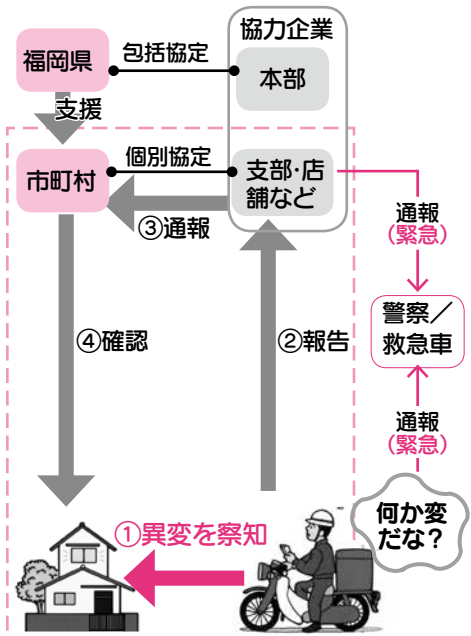 協力企業
福岡県
包括協定
本部
支援
市町村
個別協定
支部・店
舗など
③通報
通報
(緊急)
警察／
救急車
④確認
②報告
通報
(緊急)
何か変
だな？
①異変を察知